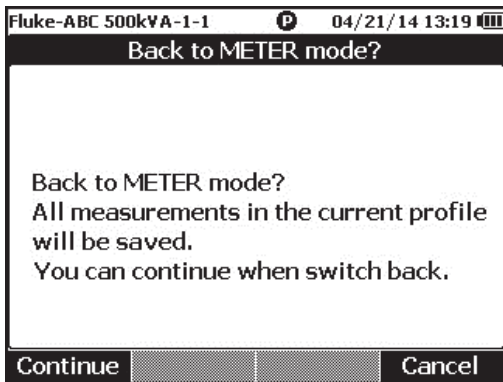 Fluke-ABC 500kVA-1-1 P 04/21/14 13:19
Back to METER mode?
Back to METER mode?
All measurements in the current profile
will be saved.
You can continue when switch back.
Continue Cancel